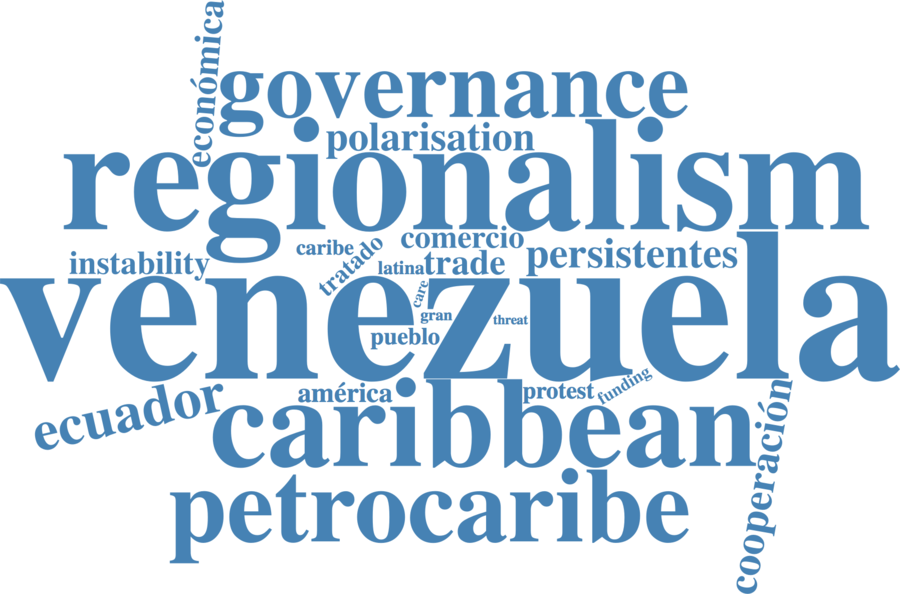 económica
governance
polarisation
regionalism
caribe
tratado
comercio
instability
latina
trade
persistentes
care
gran
threat
pueblo
venezuela
ecuador
américa
protest
funding
caribbean
cooperación
petrocaribe